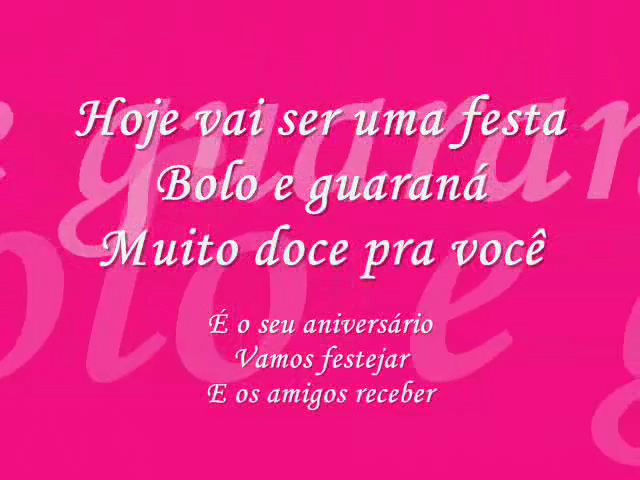 Hoje vai ser uma festa
Bolo e guaraná
Muito doce pra você
É o seu aniversário
Vamos festejar
E os amigos receber